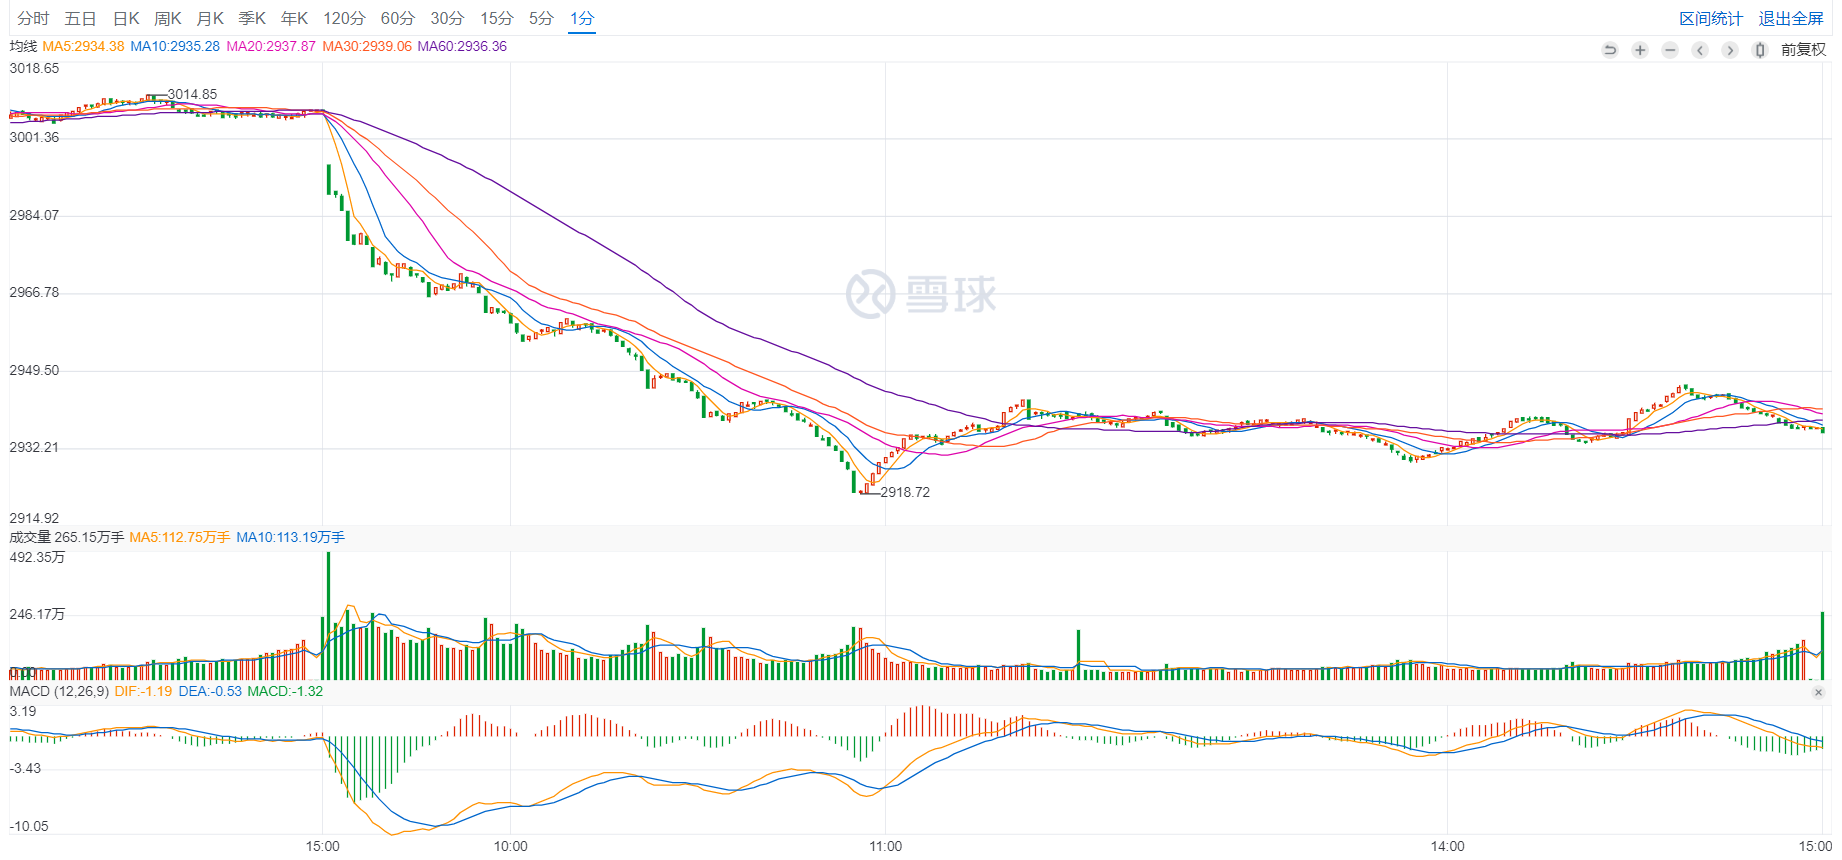 分时 五日 日K 周K 月K 季K 年K 120分 60分 30分 15分 5分 1分 区间统计 退出全屏
均线 MA5:2934.38 MA10:2935.28 MA20:2937.87 MA30:2939.06 MA60:2936.36 前复权
3018.65
3014.85
3001.36
2984.07
2966.78
雪球
2949.50
2932.21
2918.72
2914.92
成交量 265.15万手 MA5:112.75万手 MA10:113.19万手
492.35万
246.17万
0.00
MACD (12,26,9) DIF:-1.19 DEA:-0.53 MACD:-1.32
3.19
-3.43
-10.05
15:00 10:00 11:00 14:00 15:00